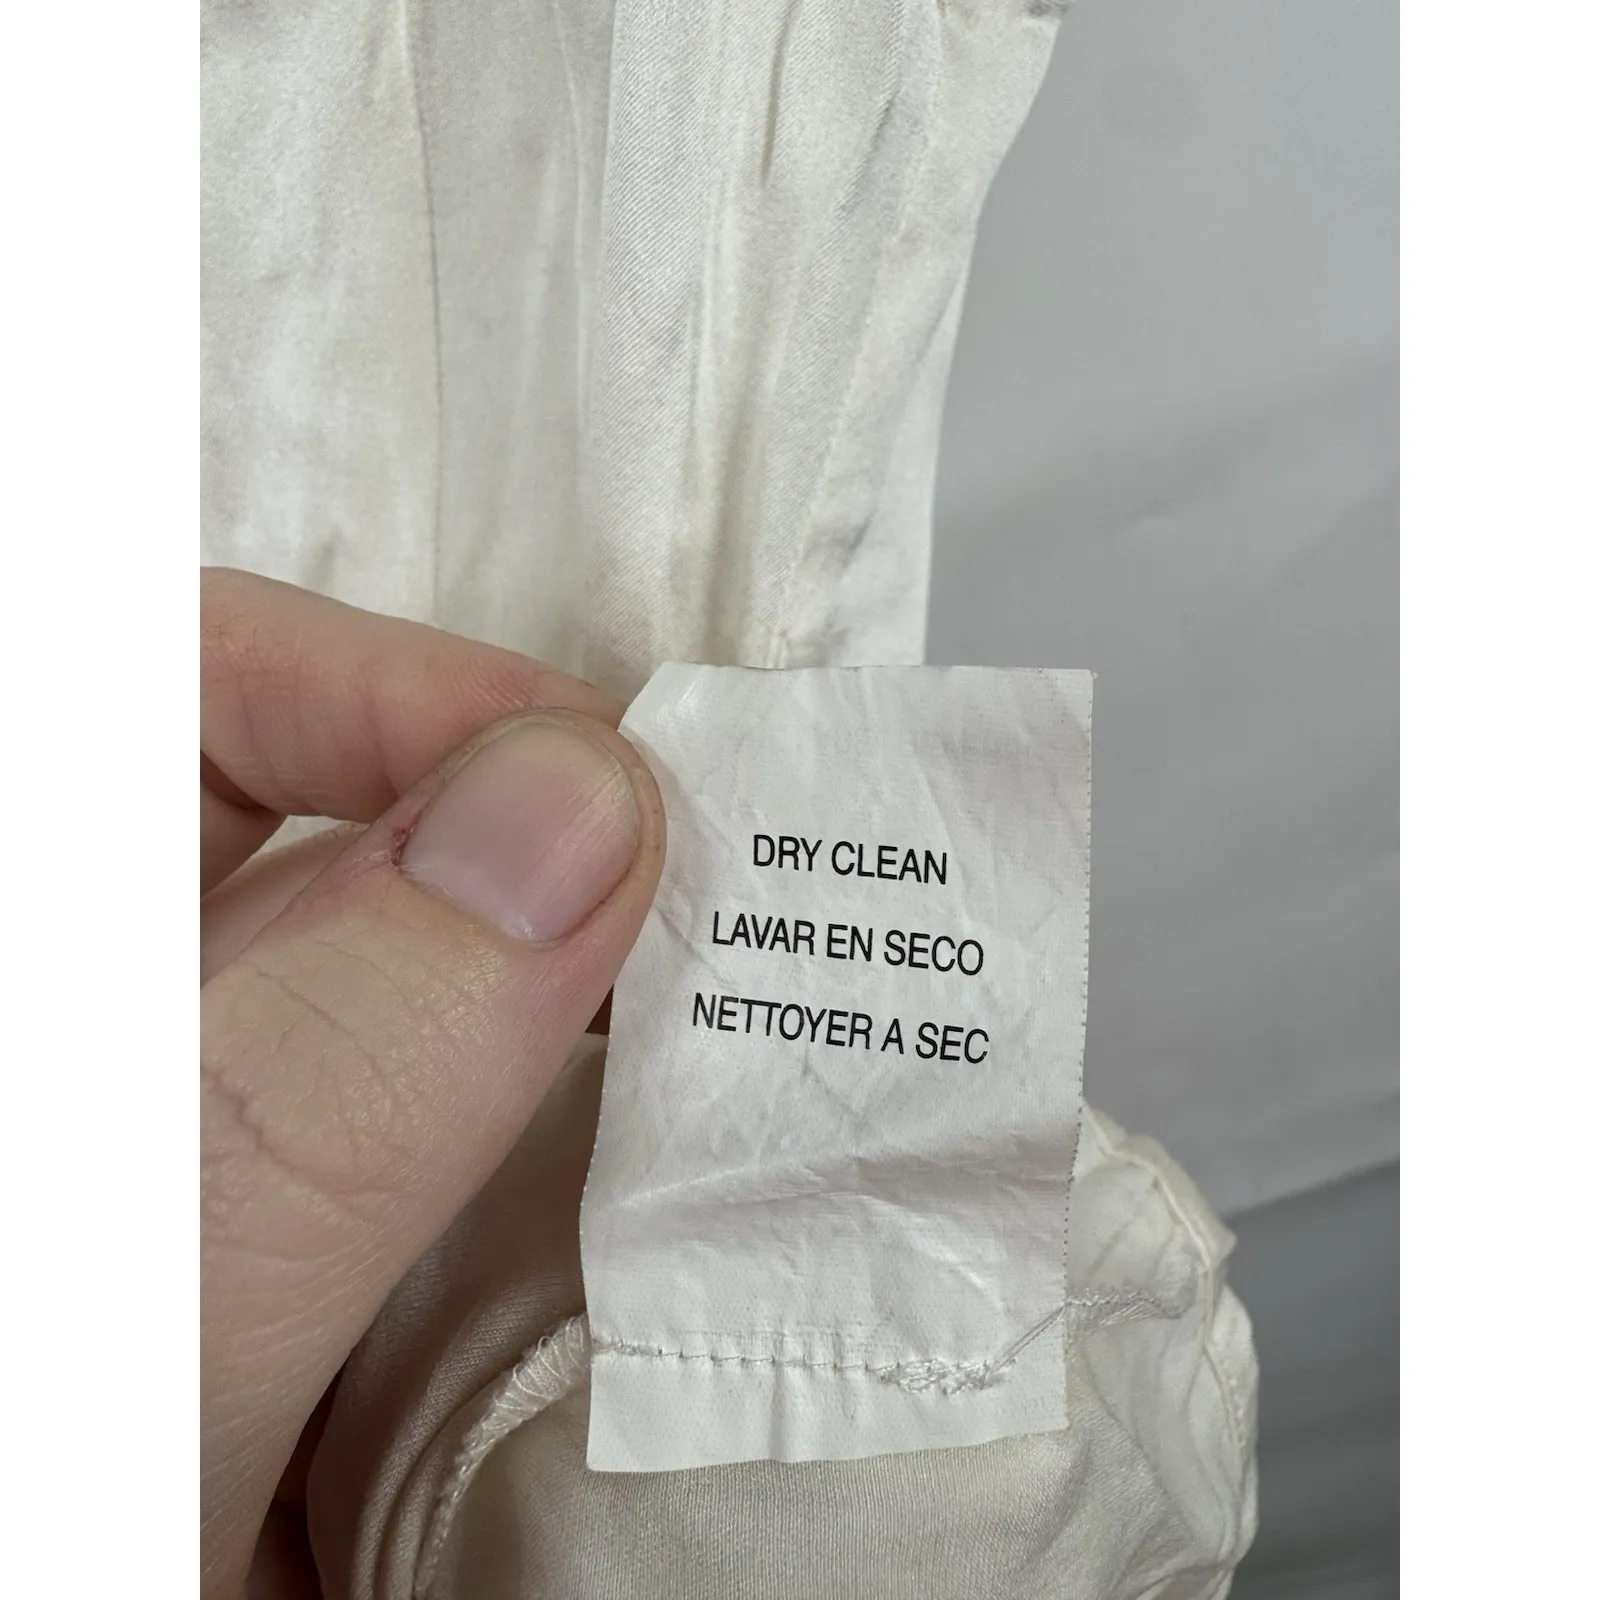 DRY CLEAN
LAVAR EN SECO
NETTOYER A SEC